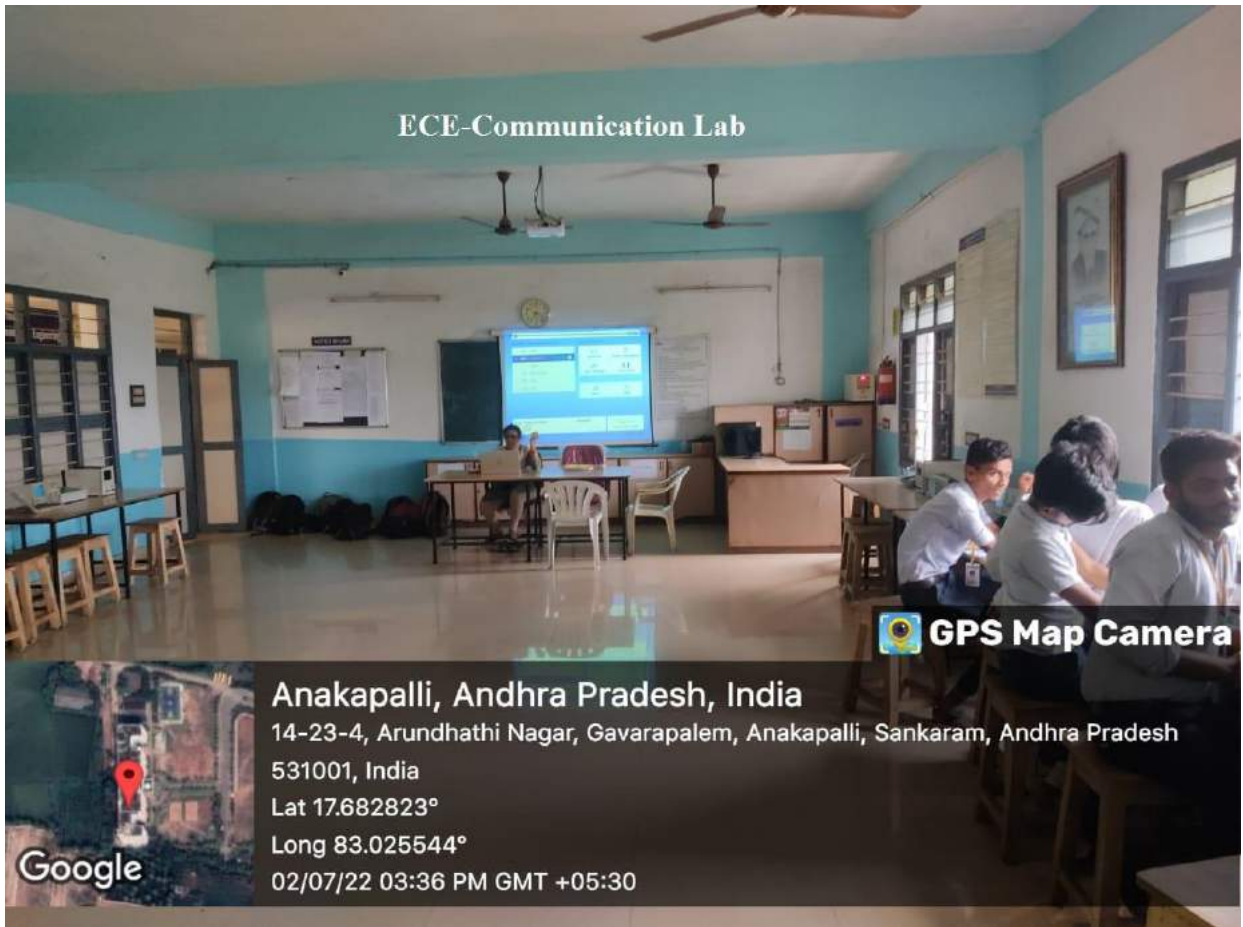 ECE-Communication Lab
GPS Map Camera
Anakapalli, Andhra Pradesh, India
14-23-4, Arundhathi Nagar, Gavarapalem, Anakapalli, Sankaram, Andhra Pradesh
531001, India
Lat 17.682823°
Long 83.025544°
02/07/22 03:36 PM GMT +05:30
Google